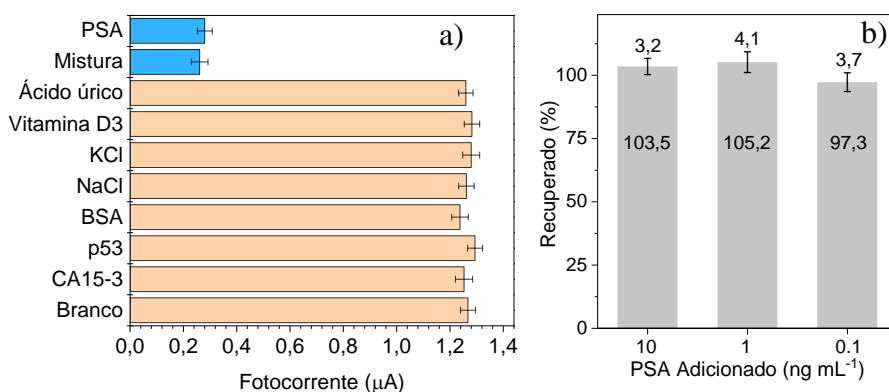 a)
PSA
Mistura
Ácido úrico
Vitamina D3
KCl
NaCl
BSA
p53
CA15-3
Branco
0,0 0,2 0,4 0,6 0,8 1,0 1,2 1,4
Fotocorrente (μA)
b)
Recuperado (%)
100
75
50
25
0
3,2 4,1 3,7
103,5 105,2 97,3
10 1 0.1
PSA Adicionado (ng mL⁻¹)